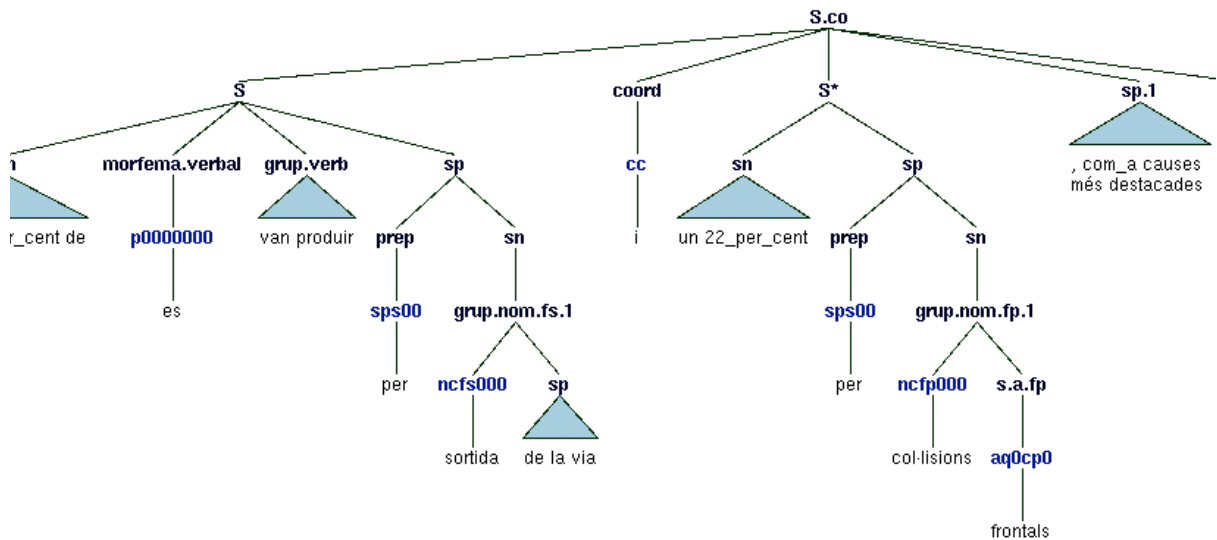 S.co
S coord S* sp.1
morfema.verbal grup.verb sp cc sn sp , com_a causes
més destacades
r_cent de p0000000 van produir prep sn i un 22_per_cent prep sn
es sps00 grup.nom.fs.1 sps00 grup.nom.fp.1
per ncfs000 sp per ncfp000 s.a.fp
sortida de la via col·lisions aq0cp0
frontals